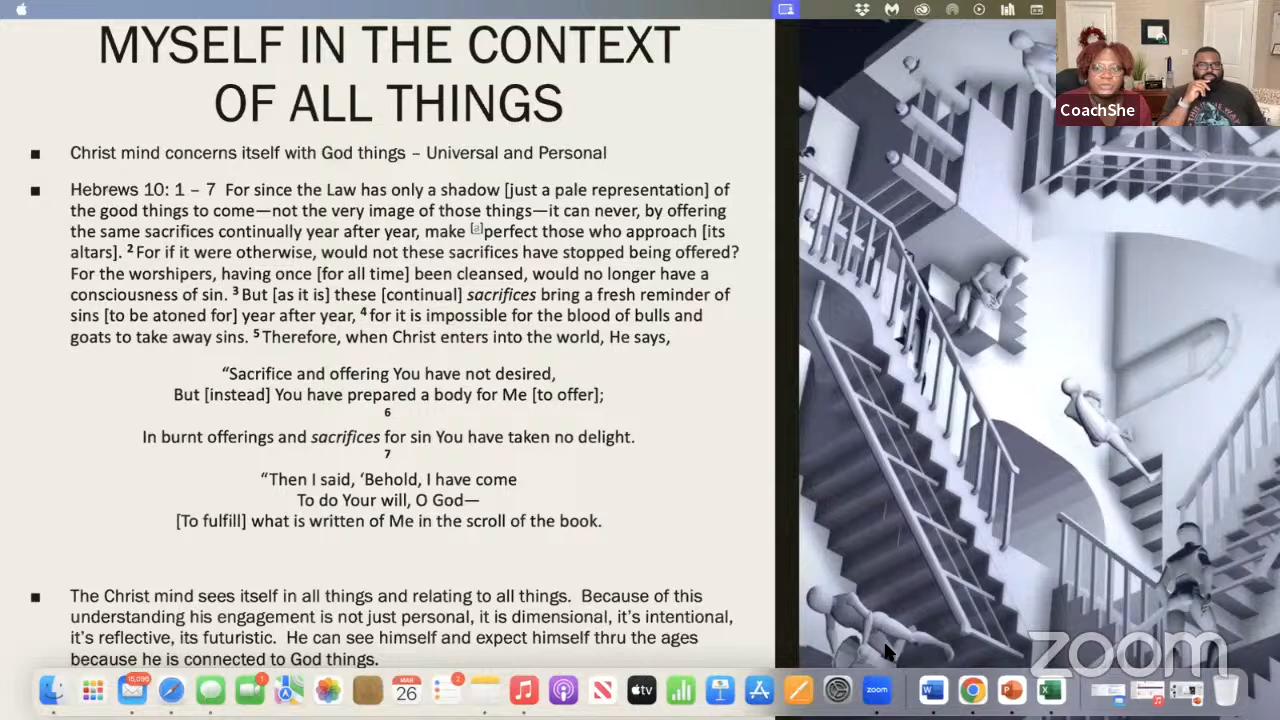 MYSELF IN THE CONTEXT
OF ALL THINGS
Christ mind concerns itself with God things – Universal and Personal
Hebrews 10: 1 – 7 For since the Law has only a shadow [just a pale representation] of
the good things to come—not the very image of those things—it can never, by offering
the same sacrifices continually year after year, make [a]perfect those who approach [its
altars]. 2 For if it were otherwise, would not these sacrifices have stopped being offered?
For the worshipers, having once [for all time] been cleansed, would no longer have a
consciousness of sin. 3 But [as it is] these [continual] sacrifices bring a fresh reminder of
sins [to be atoned for] year after year, 4 for it is impossible for the blood of bulls and
goats to take away sins. 5 Therefore, when Christ enters into the world, He says,
“Sacrifice and offering You have not desired,
But [instead] You have prepared a body for Me [to offer];
6
In burnt offerings and sacrifices for sin You have taken no delight.
7
“Then I said, ‘Behold, I have come
To do Your will, O God—
[To fulfill] what is written of Me in the scroll of the book.
The Christ mind sees itself in all things and relating to all things. Because of this
understanding his engagement is not just personal, it is dimensional, it’s intentional,
it’s reflective, its futuristic. He can see himself and expect himself thru the ages
because he is connected to God things.
CoachShe
zoom
15,096
1
MAR
26
2
tv
zoom
W
P
X